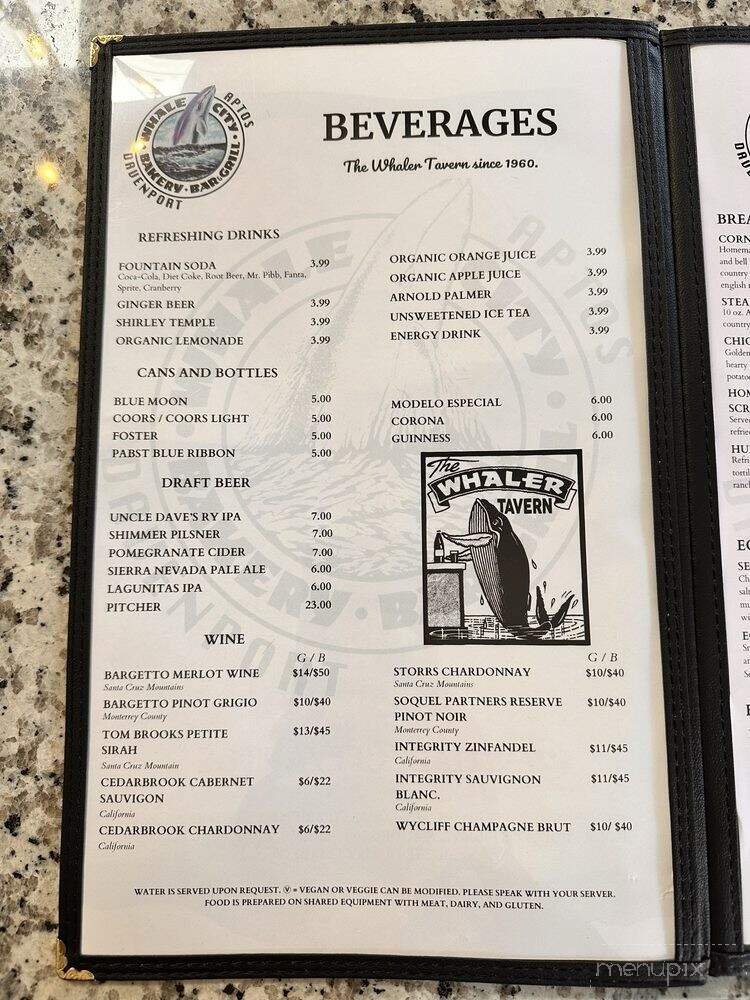 WHALE CITY
BAKERY • BAR & GRILL
APTOS
DAVENPORT
BEVERAGES
The Whaler Tavern since 1960.
REFRESHING DRINKS
FOUNTAIN SODA 3.99
Coca-Cola, Diet Coke, Root Beer, Mr. Pibb, Fanta,
Sprite, Cranberry
GINGER BEER 3.99
SHIRLEY TEMPLE 3.99
ORGANIC LEMONADE 3.99
ORGANIC ORANGE JUICE 3.99
ORGANIC APPLE JUICE 3.99
ARNOLD PALMER 3.99
UNSWEETENED ICE TEA 3.99
ENERGY DRINK 3.99
CANS AND BOTTLES
BLUE MOON 5.00
COORS / COORS LIGHT 5.00
FOSTER 5.00
PABST BLUE RIBBON 5.00
MODELO ESPECIAL 6.00
CORONA 6.00
GUINNESS 6.00
DRAFT BEER
UNCLE DAVE'S RY IPA 7.00
SHIMMER PILSNER 7.00
POMEGRANATE CIDER 7.00
SIERRA NEVADA PALE ALE 6.00
LAGUNITAS IPA 6.00
PITCHER 23.00
The
WHALER
TAVERN
WINE
G / B
BARGETTO MERLOT WINE $14/$50
Santa Cruz Mountains
BARGETTO PINOT GRIGIO $10/$40
Monterrey County
TOM BROOKS PETITE $13/$45
SIRAH
Santa Cruz Mountain
CEDARBROOK CABERNET $6/$22
SAUVIGON
California
CEDARBROOK CHARDONNAY $6/$22
California
G / B
STORRS CHARDONNAY $10/$40
Santa Cruz Mountains
SOQUEL PARTNERS RESERVE $10/$40
PINOT NOIR
Monterrey County
INTEGRITY ZINFANDEL $11/$45
California
INTEGRITY SAUVIGNON $11/$45
BLANC.
California
WYCLIFF CHAMPAGNE BRUT $10/ $40
WATER IS SERVED UPON REQUEST. Ⓥ = VEGAN OR VEGGIE CAN BE MODIFIED. PLEASE SPEAK WITH YOUR SERVER.
FOOD IS PREPARED ON SHARED EQUIPMENT WITH MEAT, DAIRY, AND GLUTEN.
menupix